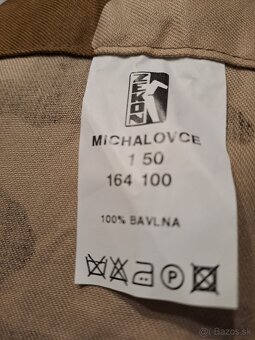 ZEKON
MICHALOVCE
1 50
164 100
100% BAVLNA
P
Bazos.sk